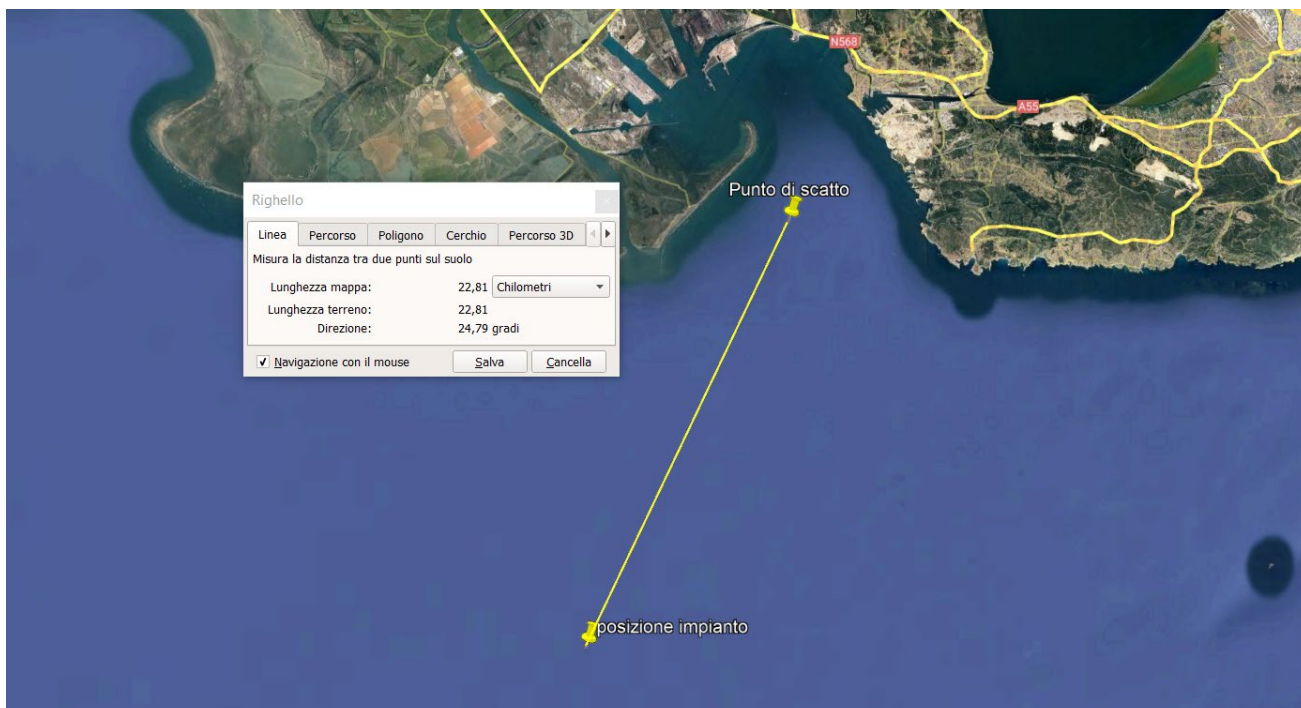 N568
A55
Punto di scatto
Righello
Linea Percorso Poligono Cerchio Percorso 3D
Misura la distanza tra due punti sul suolo
Lunghezza mappa: 22,81 Chilometri
Lunghezza terreno: 22,81
Direzione: 24,79 gradi
Navigazione con il mouse Salva Cancella
posizione impianto